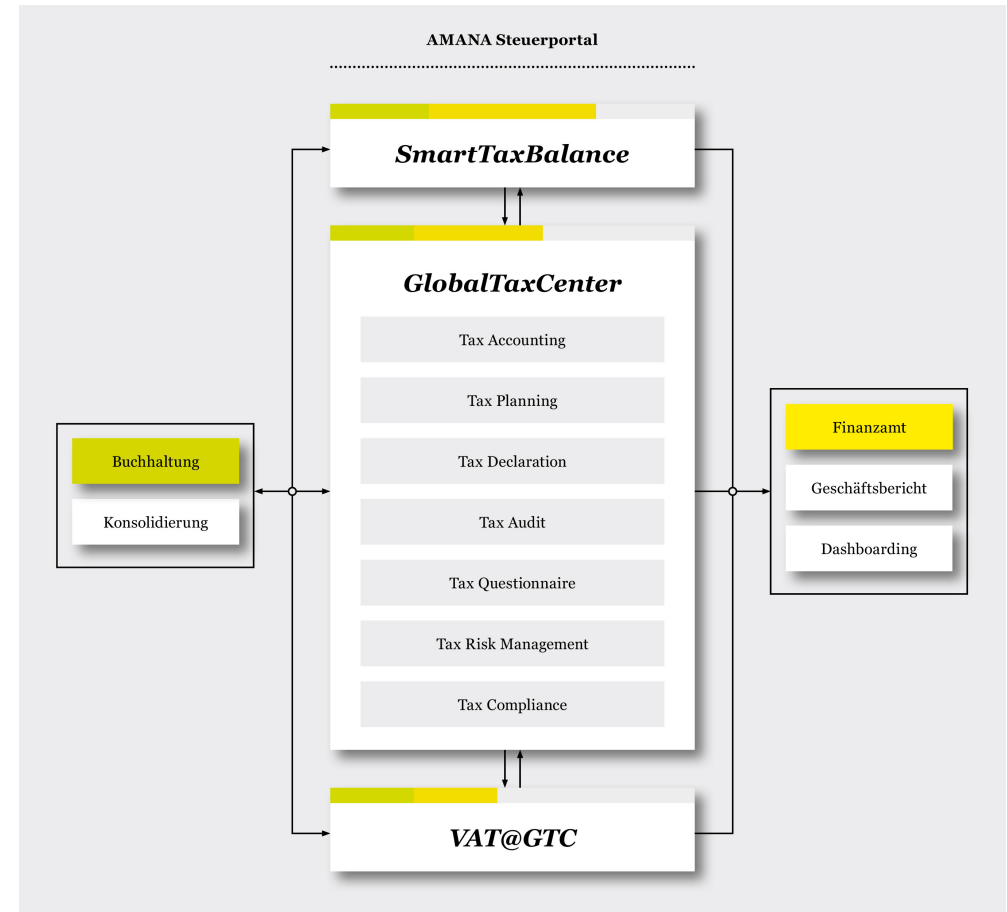 AMANA Steuerportal
SmartTaxBalance
GlobalTaxCenter
Tax Accounting
Tax Planning
Tax Declaration
Tax Audit
Tax Questionnaire
Tax Risk Management
Tax Compliance
VAT@GTC
Buchhaltung
Konsolidierung
Finanzamt
Geschäftsbericht
Dashboarding